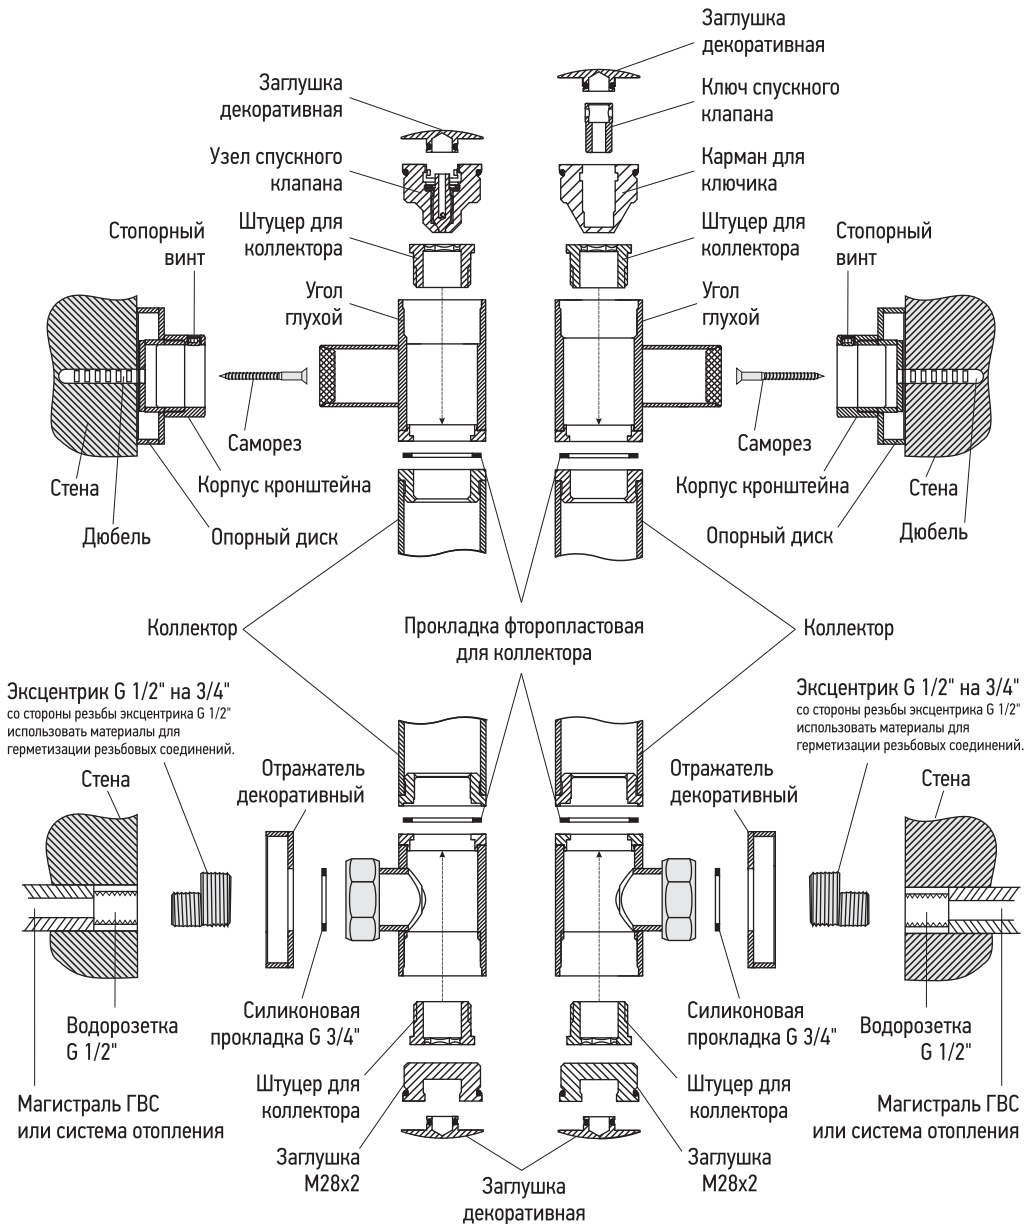 Заглушка
декоративная
Ключ спускного
клапана
Заглушка
декоративная
Узел спускного
клапана
Карман для
ключика
Штуцер для
коллектора
Штуцер для
коллектора
Стопорный
винт
Стопорный
винт
Угол
глухой
Угол
глухой
Саморез
Саморез
Стена
Корпус кронштейна
Корпус кронштейна
Стена
Дюбель
Опорный диск
Опорный диск
Дюбель
Коллектор
Прокладка фторопластовая
для коллектора
Коллектор
Эксцентрик G 1/2" на 3/4"
со стороны резьбы эксцентрика G 1/2"
использовать материалы для
герметизации резьбовых соединений.
Эксцентрик G 1/2" на 3/4"
со стороны резьбы эксцентрика G 1/2"
использовать материалы для
герметизации резьбовых соединений.
Стена
Отражатель
декоративный
Отражатель
декоративный
Стена
Водорозетка
G 1/2"
Силиконовая
прокладка G 3/4"
Силиконовая
прокладка G 3/4"
Водорозетка
G 1/2"
Магистраль ГВС
или система отопления
Штуцер для
коллектора
Штуцер для
коллектора
Магистраль ГВС
или система отопления
Заглушка
М28х2
Заглушка
декоративная
Заглушка
М28х2